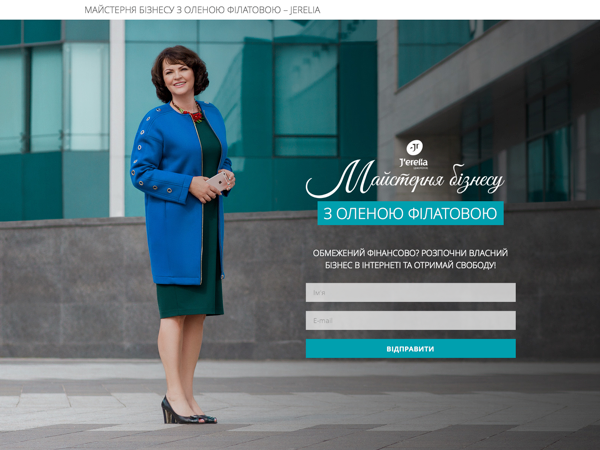 МАЙСТЕРНЯ БІЗНЕСУ З ОЛЕНОЮ ФІЛАТОВОЮ – JERELIA
J'erelia
Майстерня бізнесу
З ОЛЕНОЮ ФІЛАТОВОЮ
ОБМЕЖЕНИЙ ФІНАНСОВО? РОЗПОЧНИ ВЛАСНИЙ
БІЗНЕС В ІНТЕРНЕТІ ТА ОТРИМАЙ СВОБОДУ!
Ім'я
E-mail
ВІДПРАВИТИ